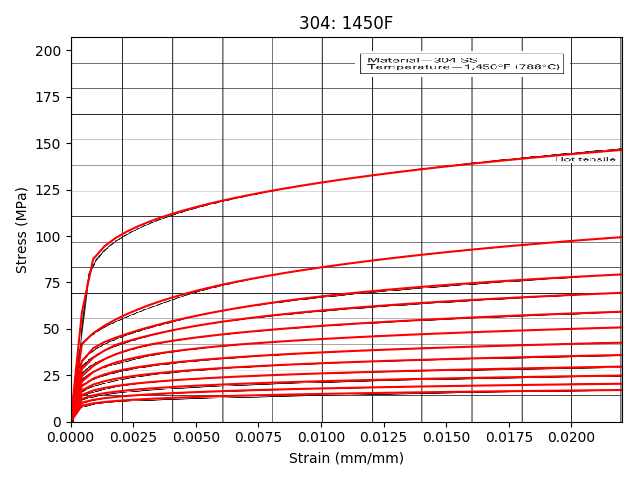 304: 1450F
200
Material—304 SS
Temperature—1,450°F (788°C)
175
150
Hot tensile
125
100
75
50
25
0
Stress (MPa)
0.0000 0.0025 0.0050 0.0075 0.0100 0.0125 0.0150 0.0175 0.0200
Strain (mm/mm)